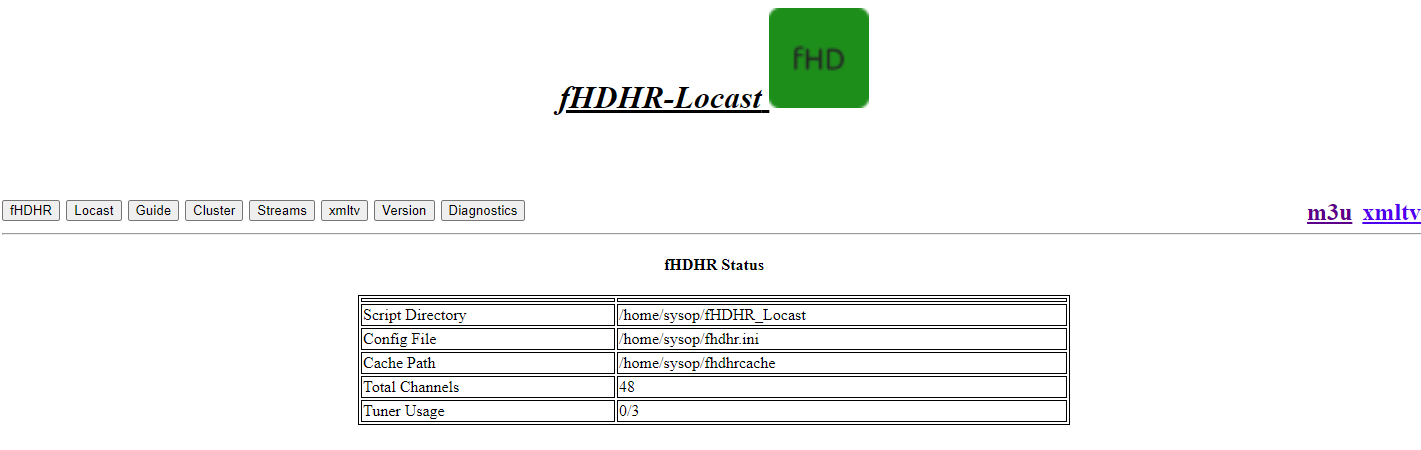 fHD
fHDHR-Locast
fHDHR Locast Guide Cluster Streams xmltv Version Diagnostics m3u xmltv
fHDHR Status
Script Directory /home/sysop/fHDHR_Locast
Config File /home/sysop/fhdhr.ini
Cache Path /home/sysop/fhdhrcache
Total Channels 48
Tuner Usage 0/3